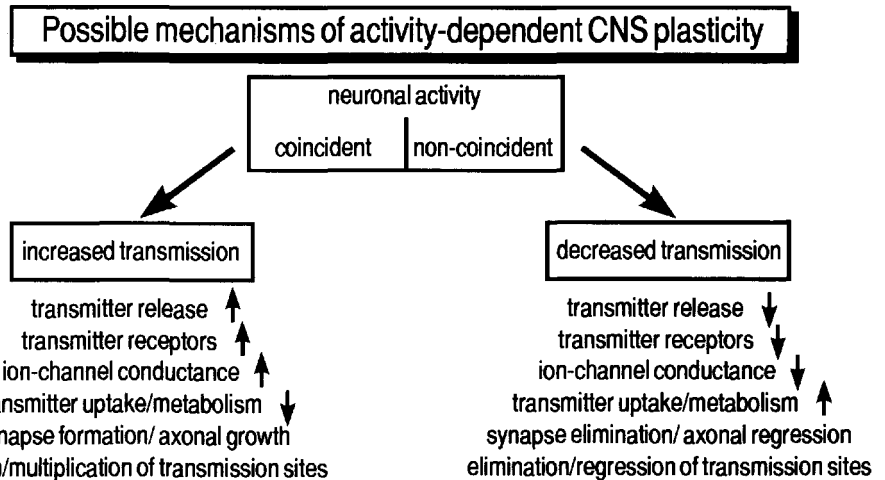 Possible mechanisms of activity-dependent CNS plasticity
neuronal activity
coincident non-coincident
increased transmission
transmitter release ↑
transmitter receptors ↑
ion-channel conductance ↑
uptake/metabolism ↓
formation/ axonal growth
/multiplication of transmission sites
decreased transmission
transmitter release ↓
transmitter receptors ↓
ion-channel conductance ↓
transmitter uptake/metabolism ↑
synapse elimination/ axonal regression
elimination/regression of transmission sites